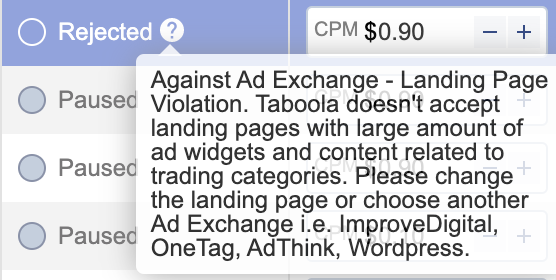 Rejected ? CPM $0.90 − +
Against Ad Exchange - Landing Page
Violation. Taboola doesn't accept
landing pages with large amount of
ad widgets and content related to
trading categories. Please change
the landing page or choose another
Ad Exchange i.e. ImproveDigital,
OneTag, AdThink, Wordpress.
Paused
Paused
Paused